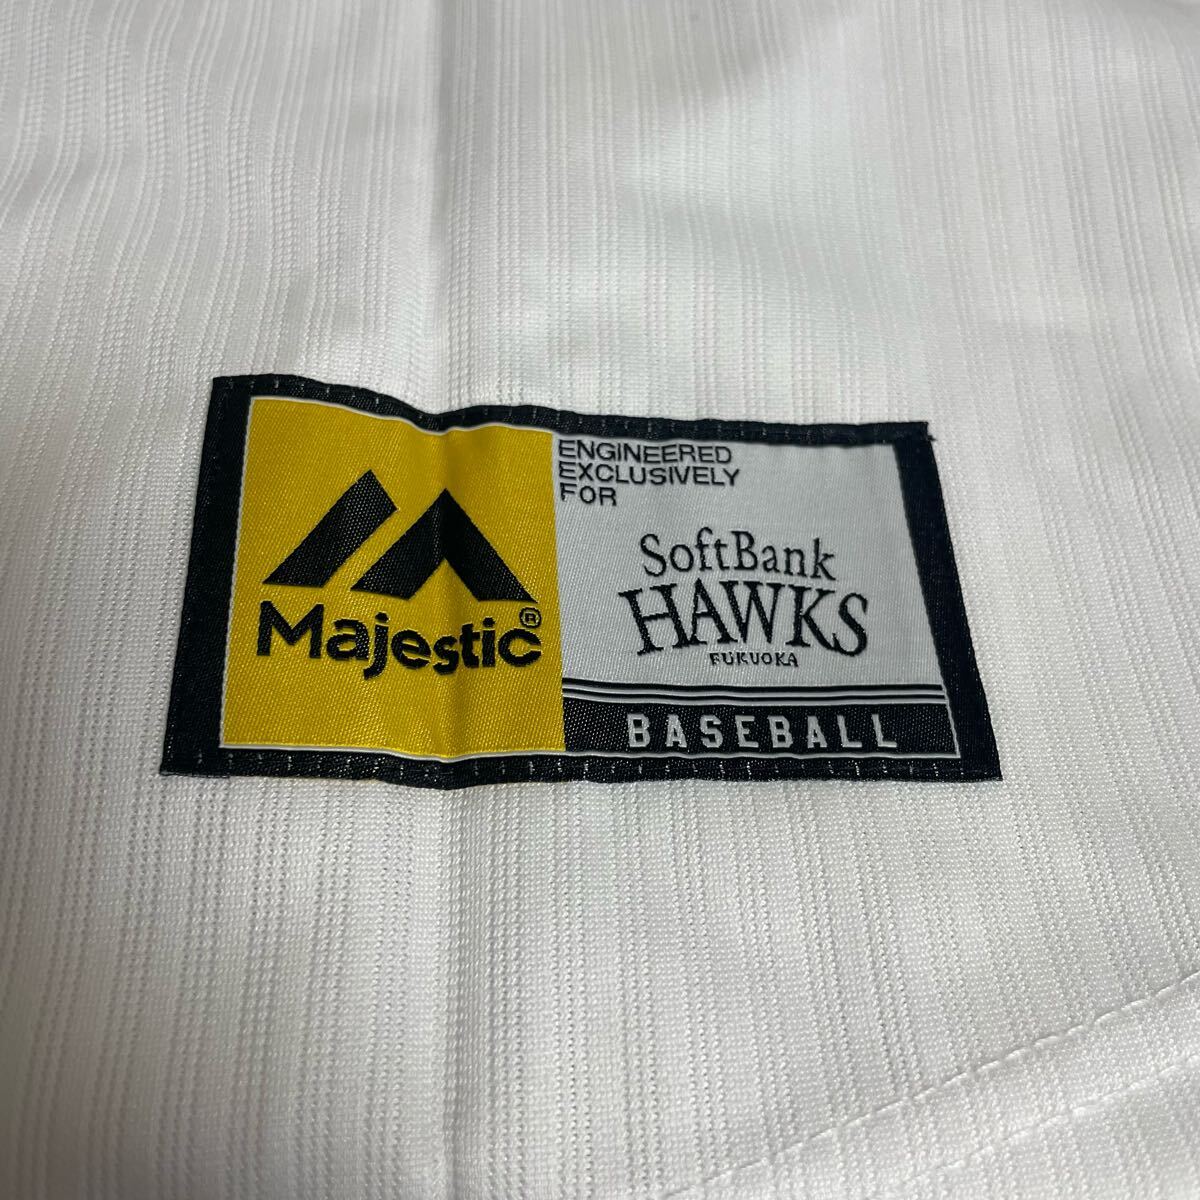 Majestic®
ENGINEERED
EXCLUSIVELY
FOR
SoftBank
HAWKS
FUKUOKA
BASEBALL